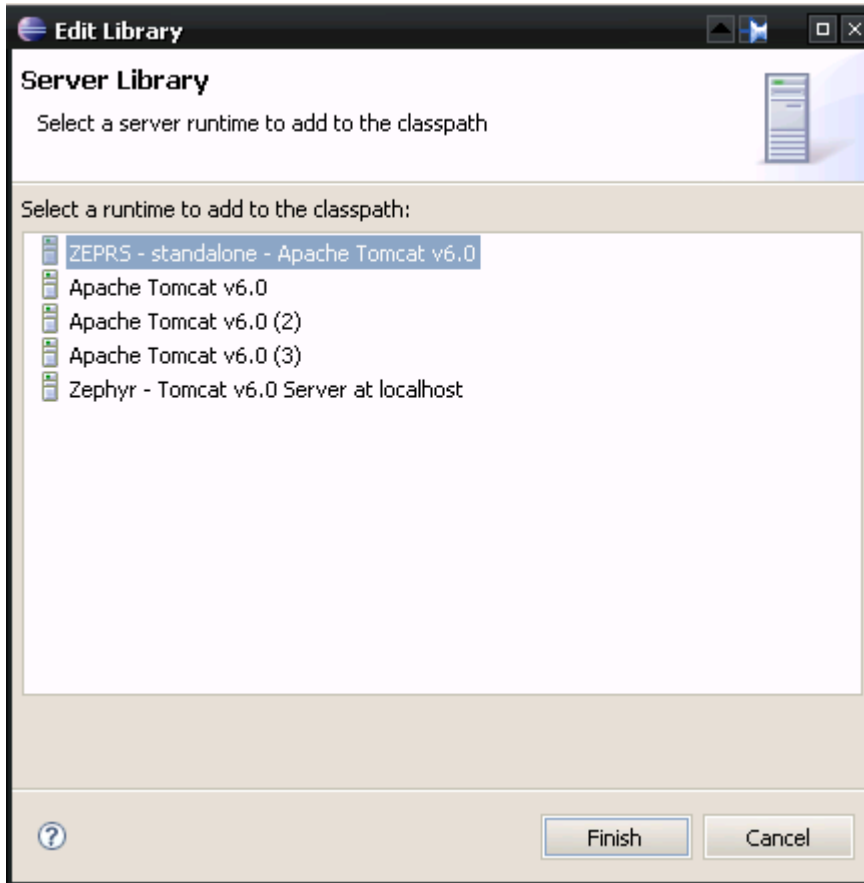 Edit Library
Server Library
Select a server runtime to add to the classpath
Select a runtime to add to the classpath:
ZEPRS - standalone - Apache Tomcat v6.0
Apache Tomcat v6.0
Apache Tomcat v6.0 (2)
Apache Tomcat v6.0 (3)
Zephyr - Tomcat v6.0 Server at localhost
? Finish Cancel